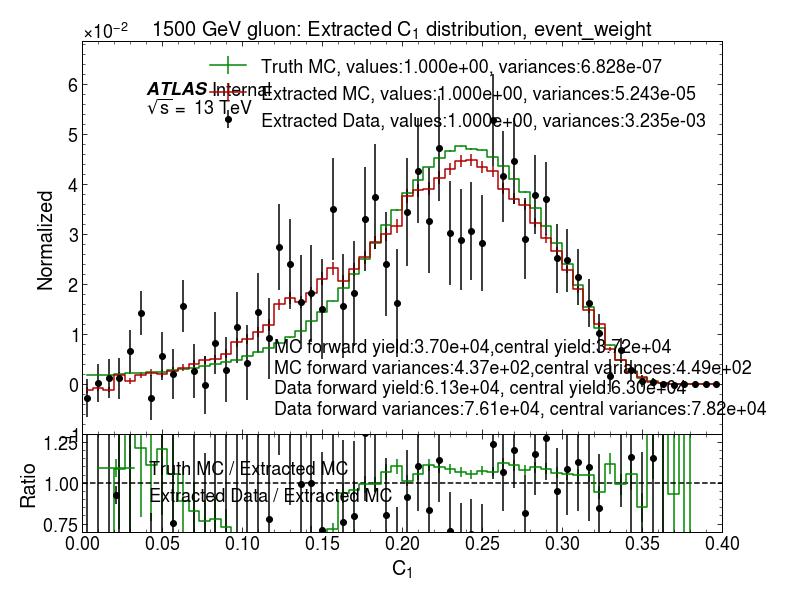 ×10⁻² 1500 GeV gluon: Extracted C₁ distribution, event_weight
Truth MC, values:1.000e+00, variances:6.828e-07
ATLAS Internal
Extracted MC, values:1.000e+00, variances:5.243e-05
√s = 13 TeV
Extracted Data, values:1.000e+00, variances:3.235e-03
6
5
4
3
2
1
0
Normalized
MC forward yield:3.70e+04,central yield:3.72e+04
MC forward variances:4.37e+02,central variances:4.49e+02
Data forward yield:6.13e+04, central yield:6.30e+04
Data forward variances:7.61e+04, central variances:7.82e+04
1.25
1.00
0.75
Ratio
Truth MC / Extracted MC
Extracted Data / Extracted MC
0.00 0.05 0.10 0.15 0.20 0.25 0.30 0.35 0.40
C₁